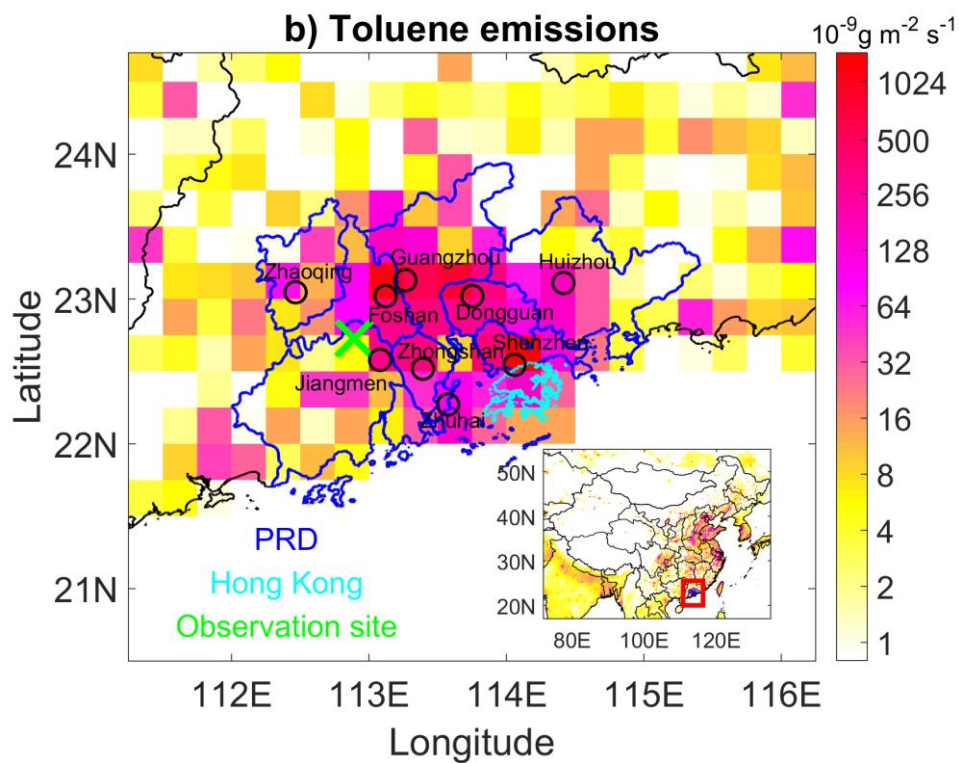 b) Toluene emissions
10⁻⁹g m⁻² s⁻¹
1024
500
256
128
64
32
16
8
4
2
1
Latitude
24N
23N
22N
21N
Guangzhou
Huizhou
Zhaoqing
Foshan
Dongguan
Shenzhen
Zhongshan
Jiangmen
Zhuhai
PRD
Hong Kong
Observation site
50N
40N
30N
20N
80E
100E
120E
112E
113E
114E
115E
116E
Longitude